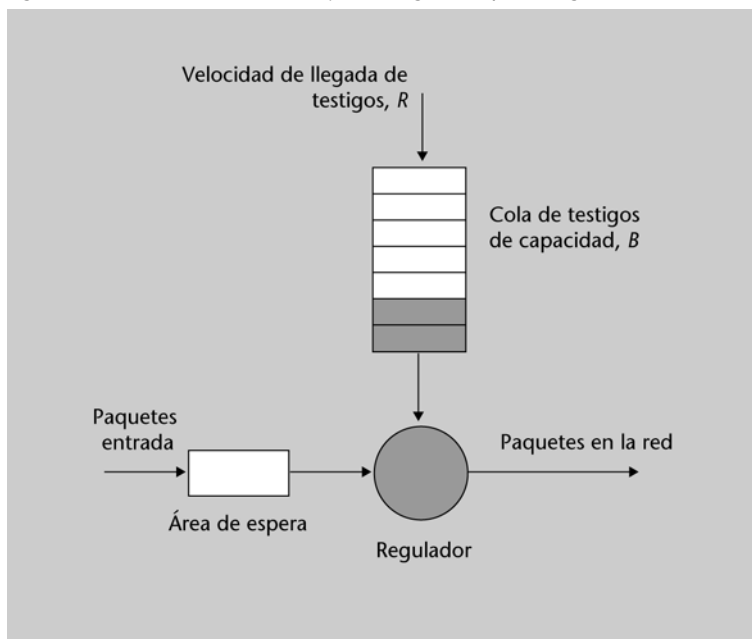 Velocidad de llegada de
testigos, R
Cola de testigos
de capacidad, B
Paquetes
entrada
Paquetes en la red
Área de espera
Regulador